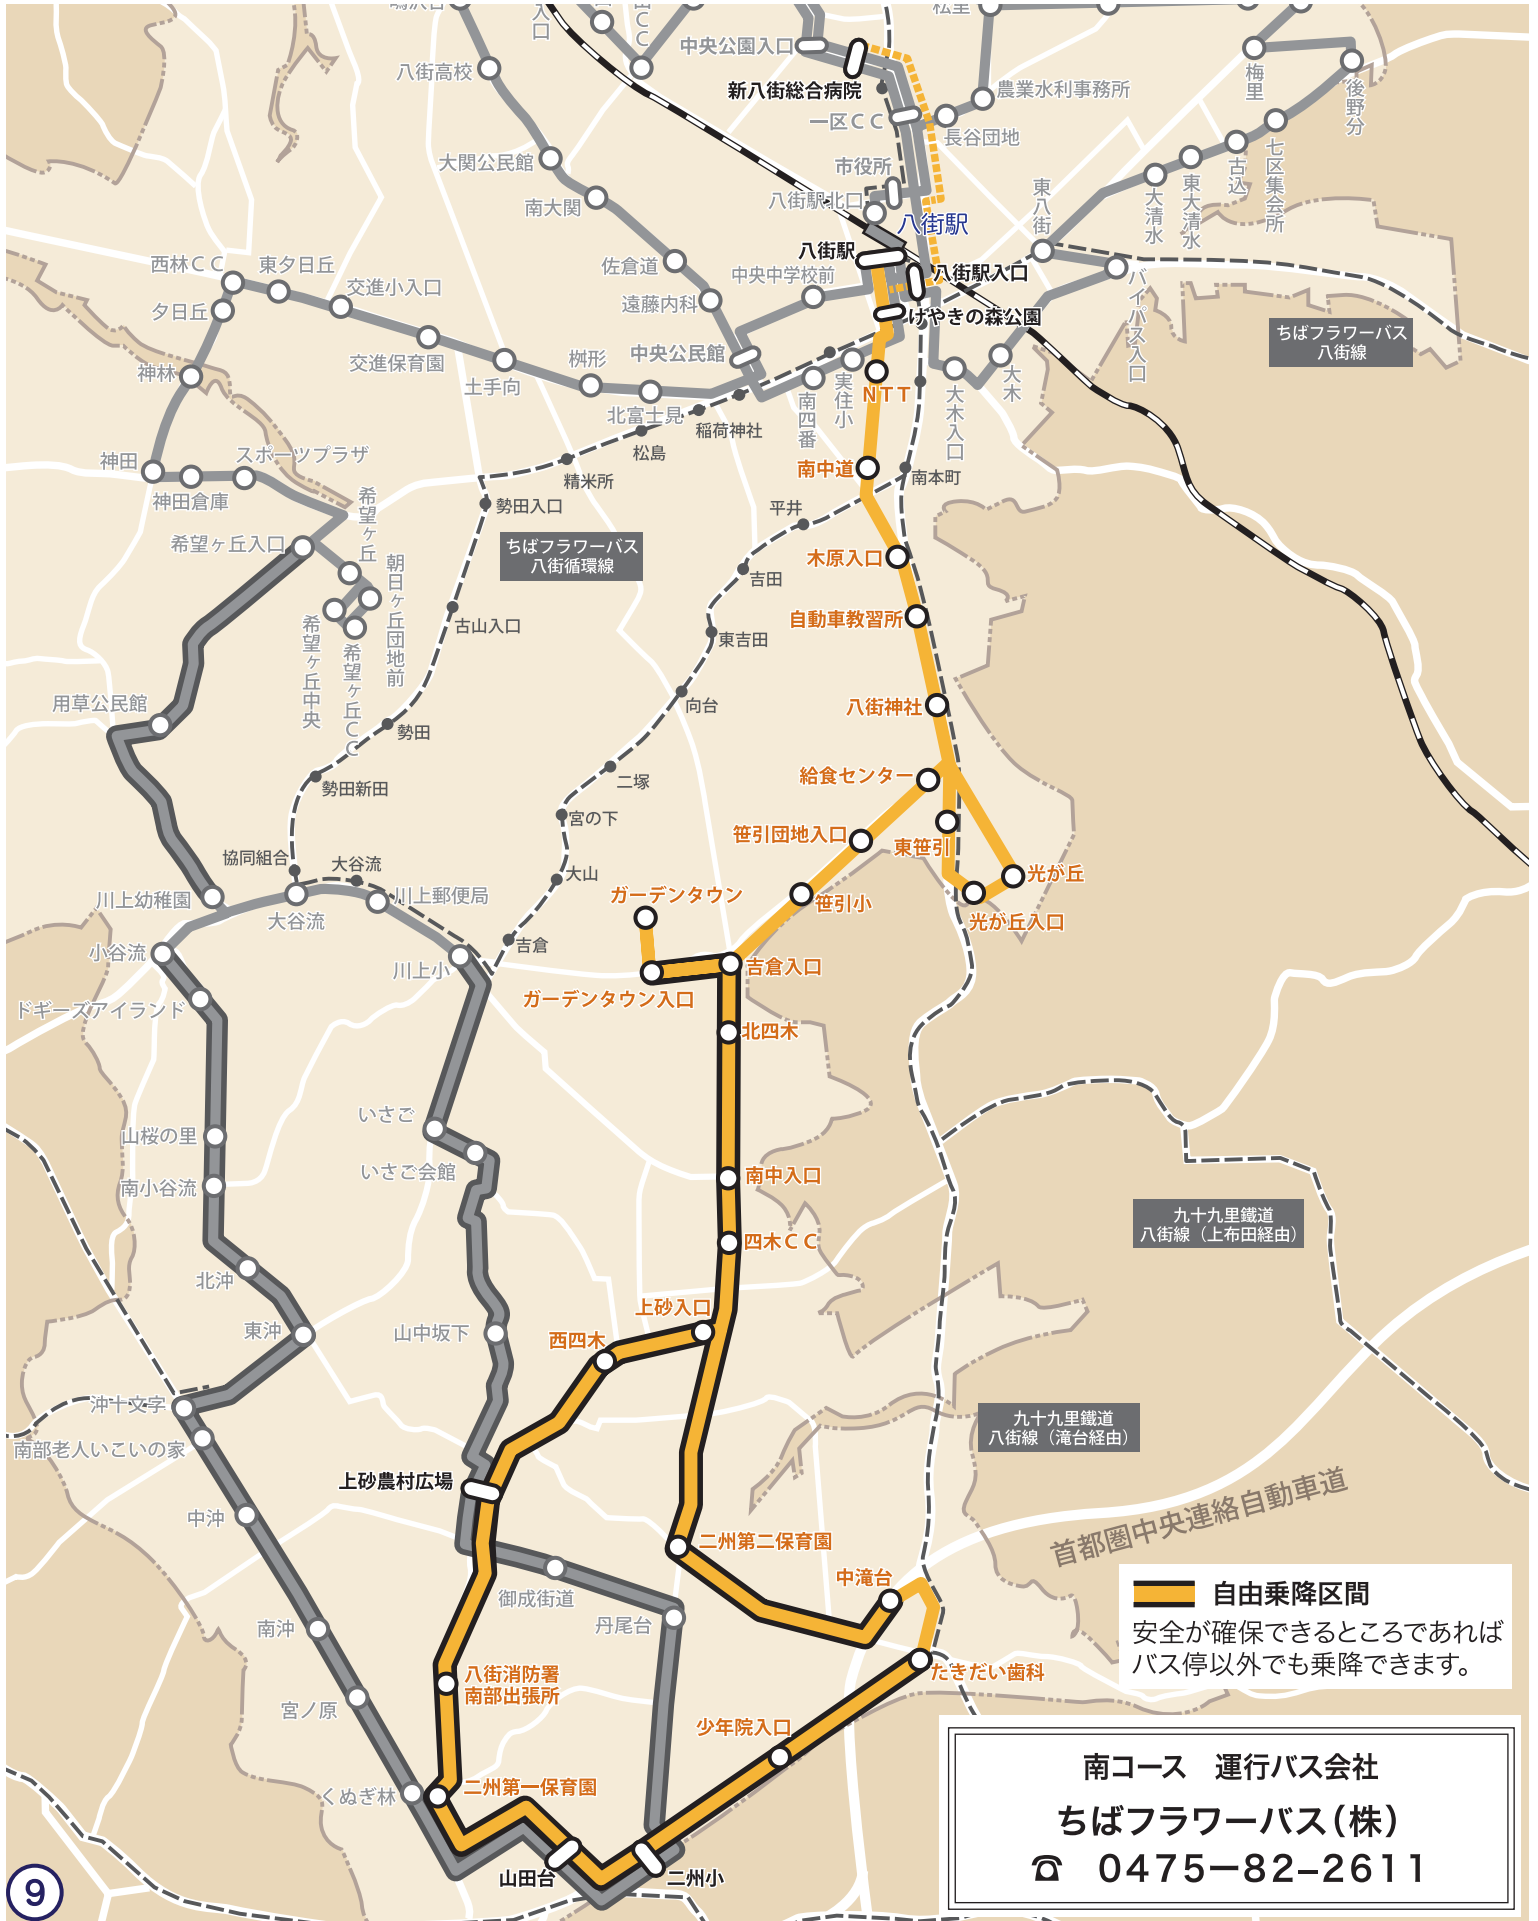 入口
松里
中央公園入口
新八街総合病院
一区CC
農業水利事務所
長谷団地
梅里
後野分
七区集会所
古込
東大清水
大清水
東八街
バイパス入口
八街高校
大関公民館
南大関
佐倉道
遠藤内科
市役所
八街駅北口
八街駅
八街駅
八街駅入口
けやきの森公園
中央中学校前
中央公民館
西林CC
東夕日丘
夕日丘
交進小入口
交進保育園
土手向
桝形
北富士見
神林
神田
神田倉庫
スポーツプラザ
希望ヶ丘
希望ヶ丘入口
朝日ヶ丘団地前
希望ヶ丘中央
希望ヶ丘CC
稲荷神社
松島
精米所
勢田入口
南四番
実住小
NTT
大木入口
大木
南本町
南中道
平井
吉田
東吉田
向台
二塚
宮の下
大山
吉倉
古山入口
勢田
勢田新田
協同組合
大谷流
ちばフラワーバス
八街線
ちばフラワーバス
八街循環線
木原入口
自動車教習所
八街神社
給食センター
笹引団地入口
東笹引
光が丘
光が丘入口
笹引小
ガーデンタウン
ガーデンタウン入口
吉倉入口
北四木
南中入口
四木CC
上砂入口
西四木
用草公民館
川上幼稚園
大谷流
川上郵便局
川上小
小谷流
ドギーズアイランド
山桜の里
南小谷流
北沖
東沖
沖十文字
南部老人いこいの家
中沖
南沖
宮ノ原
くぬぎ林
いさご
いさご会館
山中坂下
上砂農村広場
御成街道
丹尾台
二州第二保育園
中滝台
たきだい歯科
少年院入口
八街消防署
南部出張所
二州第一保育園
山田台
二州小
九十九里鐵道
八街線（上布田経由）
九十九里鐵道
八街線（滝台経由）
首都圏中央連絡自動車道
自由乗降区間
安全が確保できるところであれば
バス停以外でも乗降できます。
南コース　運行バス会社
ちばフラワーバス（株）
☎　0475ー82−2611
9